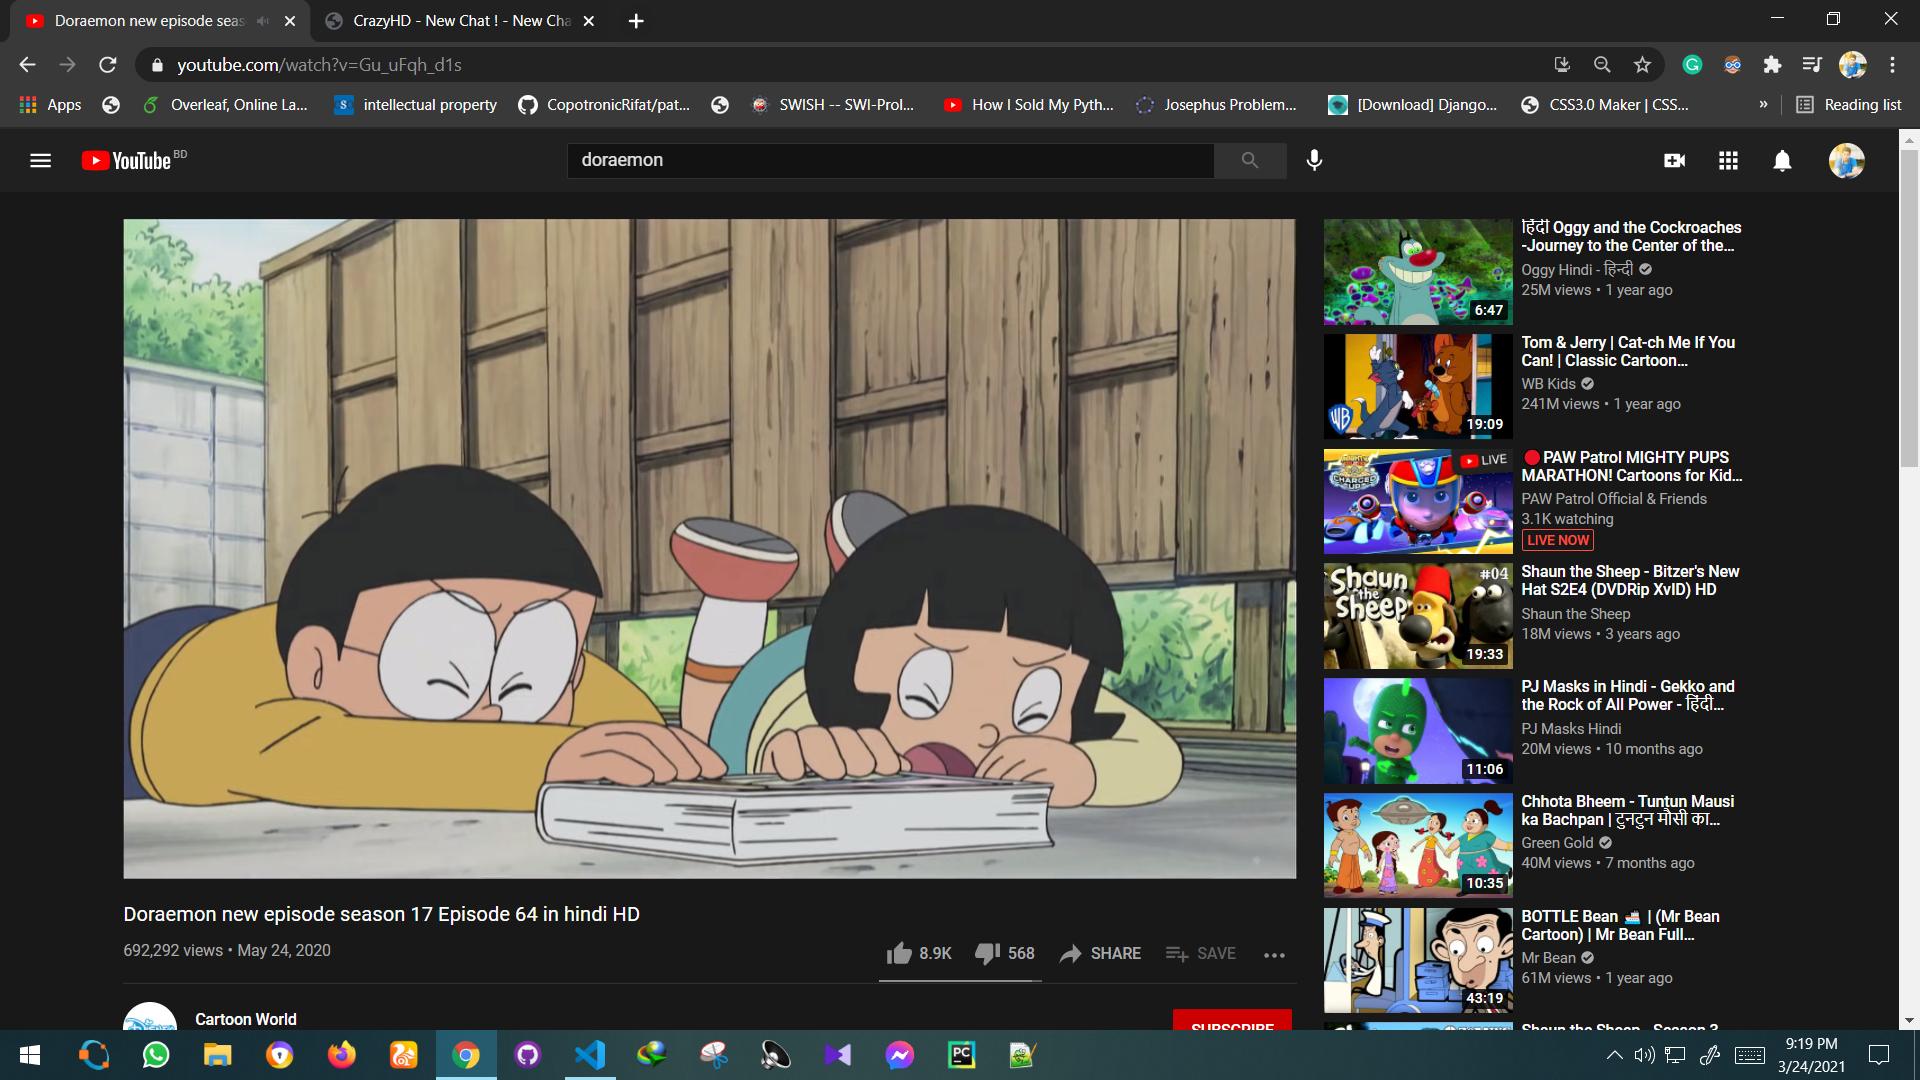 Doraemon new episode seas
CrazyHD - New Chat ! - New Cha
youtube.com/watch?v=Gu_uFqh_d1s
Apps
Overleaf, Online La...
S
intellectual property
CopotronicRifat/pat...
SWISH -- SWI-Prol...
How I Sold My Pyth...
Josephus Problem...
[Download] Django...
CSS3.0 Maker | CSS...
»
Reading list
YouTube BD
doraemon
हिंदी Oggy and the Cockroaches
-Journey to the Center of the...
Oggy Hindi - हिन्दी
25M views • 1 year ago
6:47
Tom & Jerry | Cat-ch Me If You
Can! | Classic Cartoon...
WB Kids
241M views • 1 year ago
WB
19:09
PAW Patrol MIGHTY PUPS
MARATHON! Cartoons for Kid...
PAW Patrol Official & Friends
3.1K watching
LIVE NOW
LIVE
CHARGED UP
Shaun the Sheep - Bitzer's New
Hat S2E4 (DVDRip XvID) HD
Shaun the Sheep
18M views • 3 years ago
Shaun
the
Sheep
#04
19:33
PJ Masks in Hindi - Gekko and
the Rock of All Power - हिंदी...
PJ Masks Hindi
20M views • 10 months ago
11:06
Chhota Bheem - Tuntun Mausi
ka Bachpan | टुनटुन मौसी का...
Green Gold
40M views • 7 months ago
10:35
BOTTLE Bean 🚢 | (Mr Bean
Cartoon) | Mr Bean Full...
Mr Bean
61M views • 1 year ago
43:19
Shaun the Sheep - Season 3
Doraemon new episode season 17 Episode 64 in hindi HD
692,292 views • May 24, 2020
8.9K
568
SHARE
SAVE
Cartoon World
SUBSCRIBE
PC
9:19 PM
3/24/2021